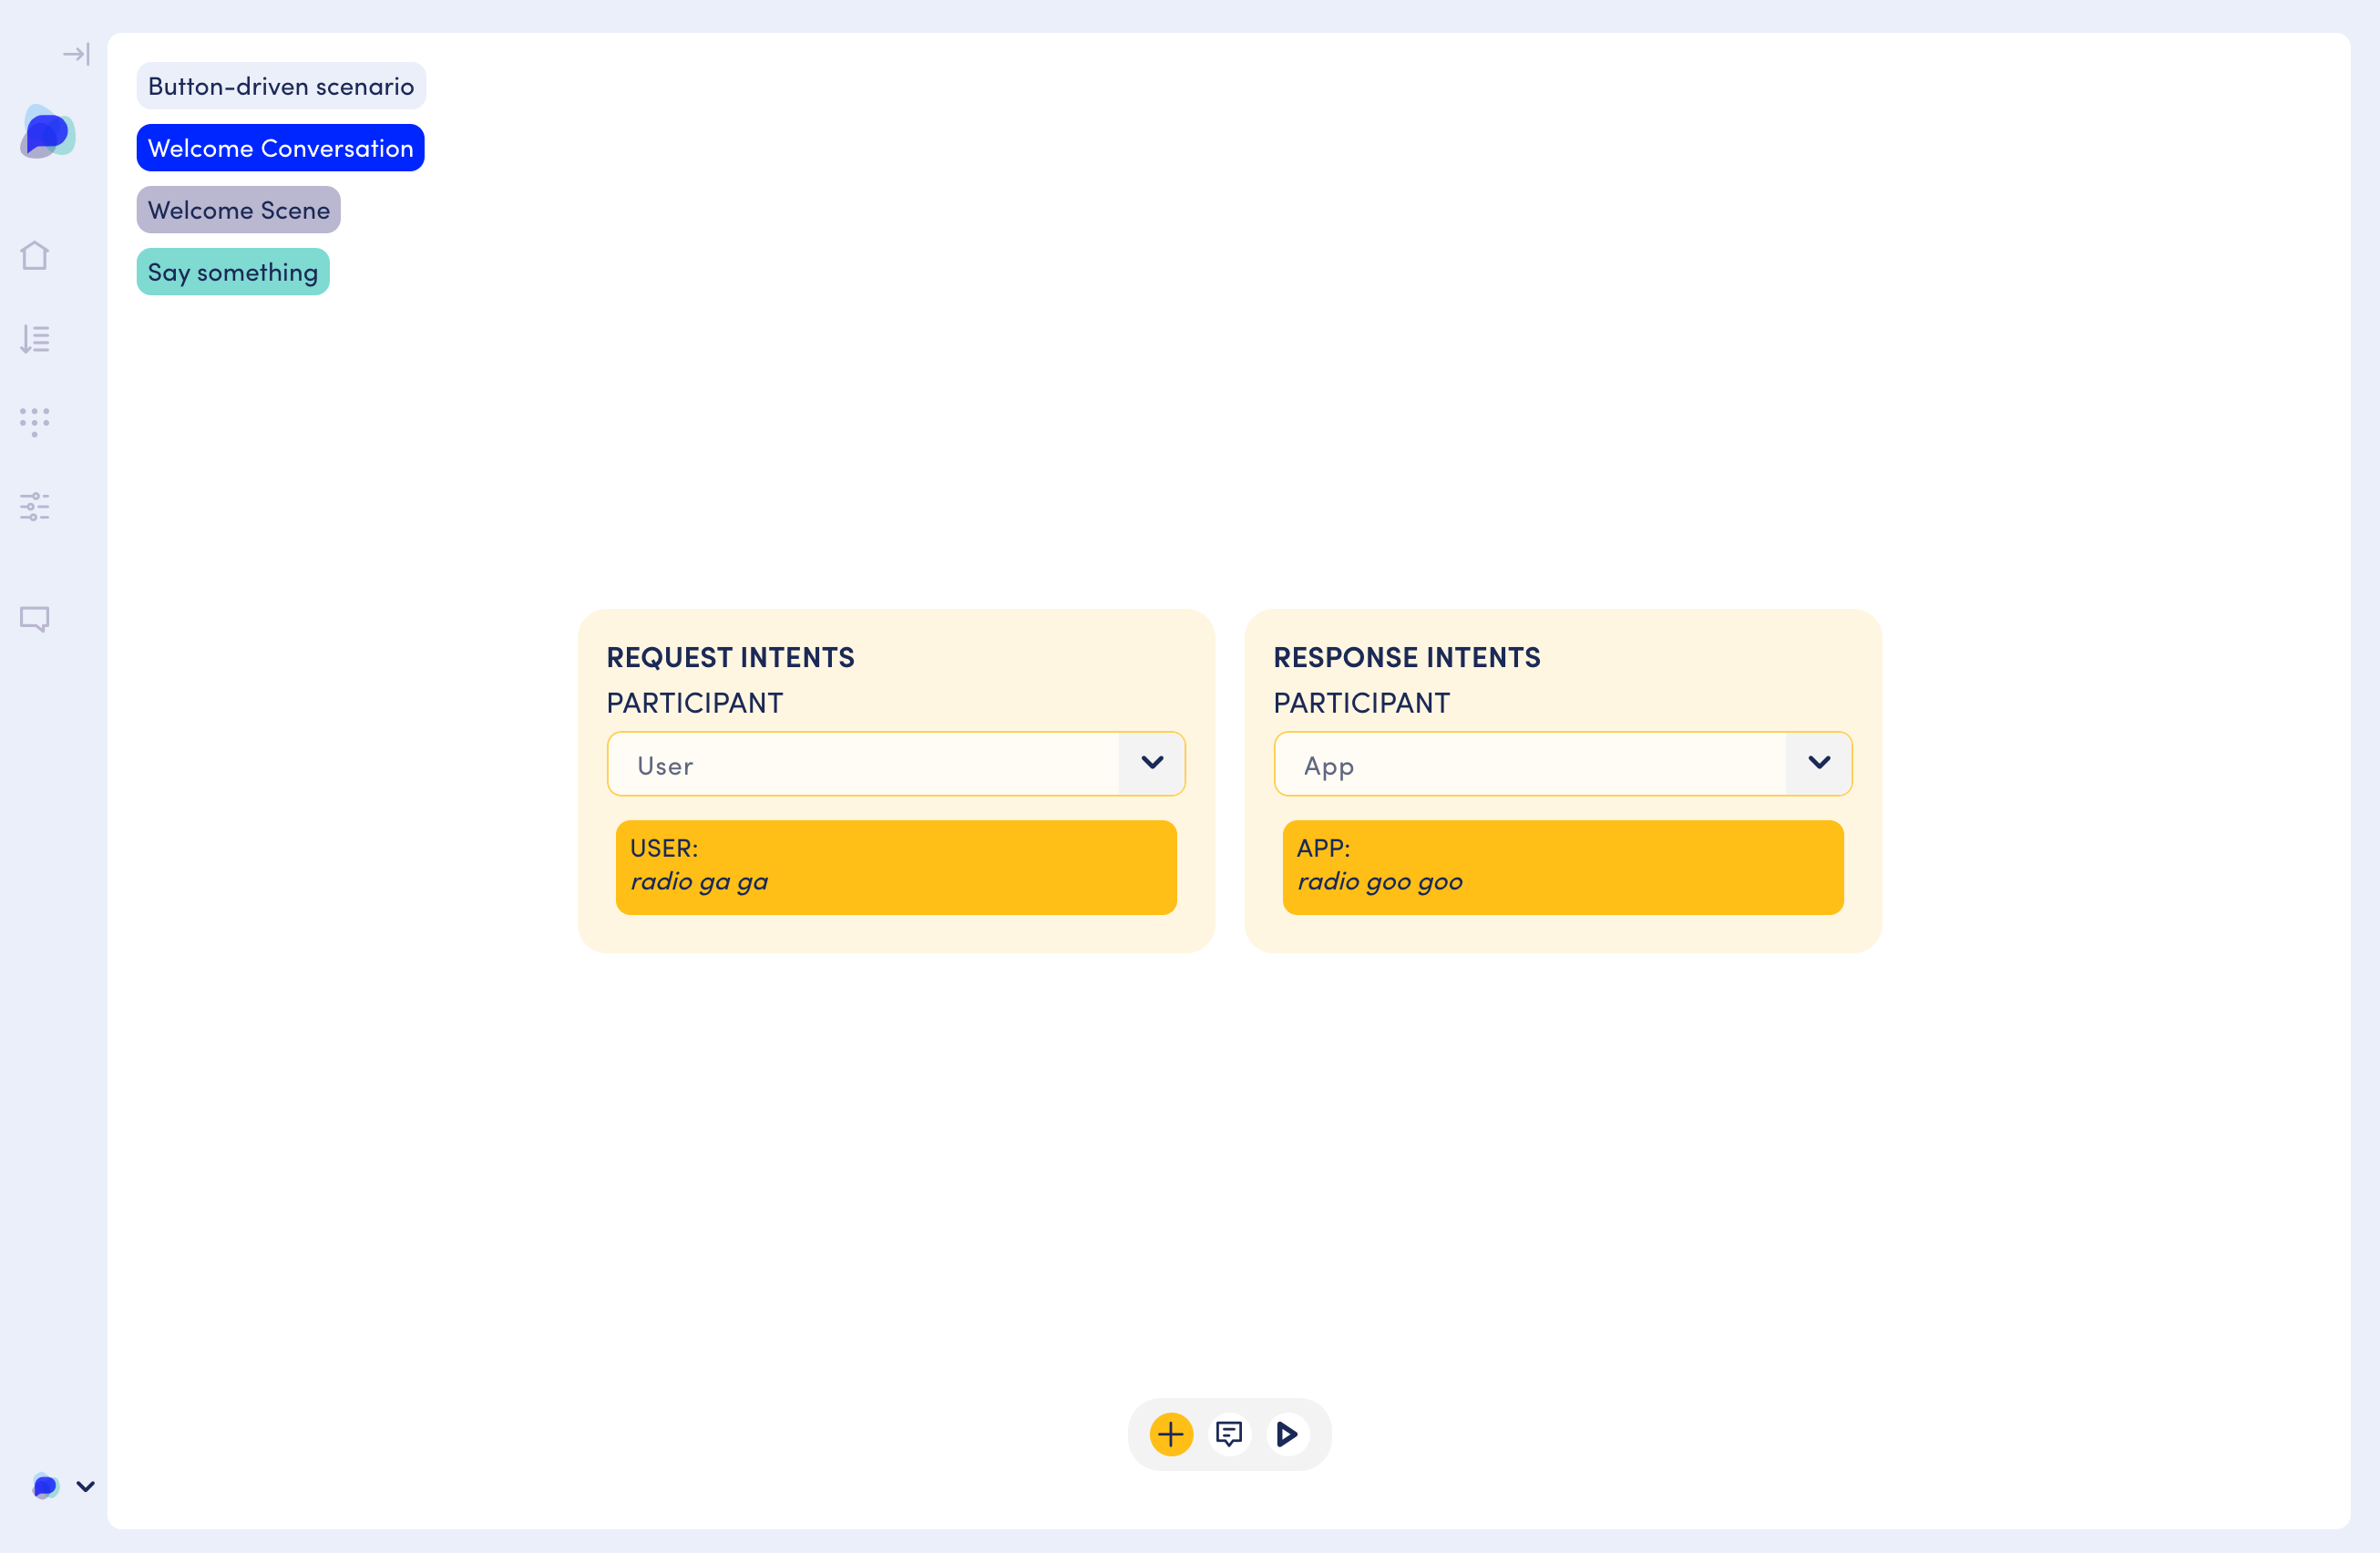 Button-driven scenario
Welcome Conversation
Welcome Scene
Say something
REQUEST INTENTS
PARTICIPANT
User
USER:
radio ga ga
RESPONSE INTENTS
PARTICIPANT
App
APP:
radio goo goo